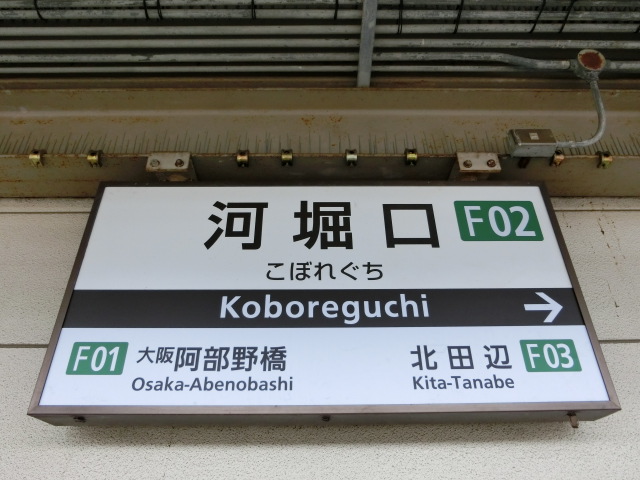 河堀口 F02
こぼれぐち
Koboreguchi →
F01 大阪阿部野橋 北田辺 F03
Osaka-Abenobashi Kita-Tanabe